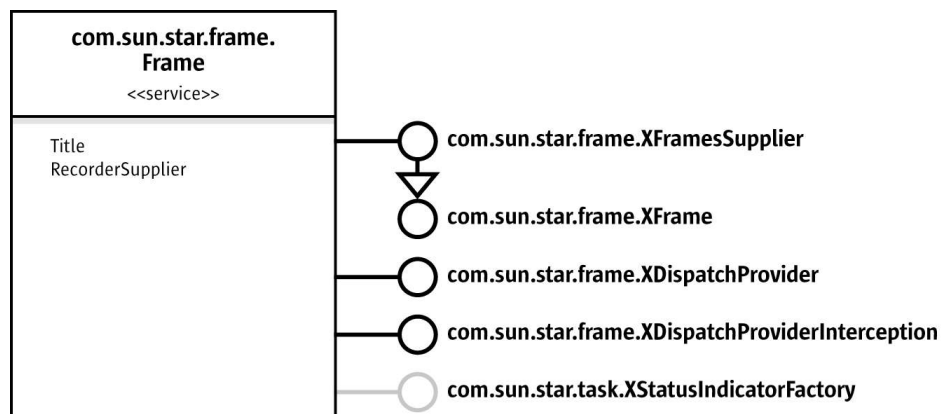 com.sun.star.frame.
Frame
<<service>>
Title
RecorderSupplier
com.sun.star.frame.XFramesSupplier
com.sun.star.frame.XFrame
com.sun.star.frame.XDispatchProvider
com.sun.star.frame.XDispatchProviderInterception
com.sun.star.task.XStatusIndicatorFactory